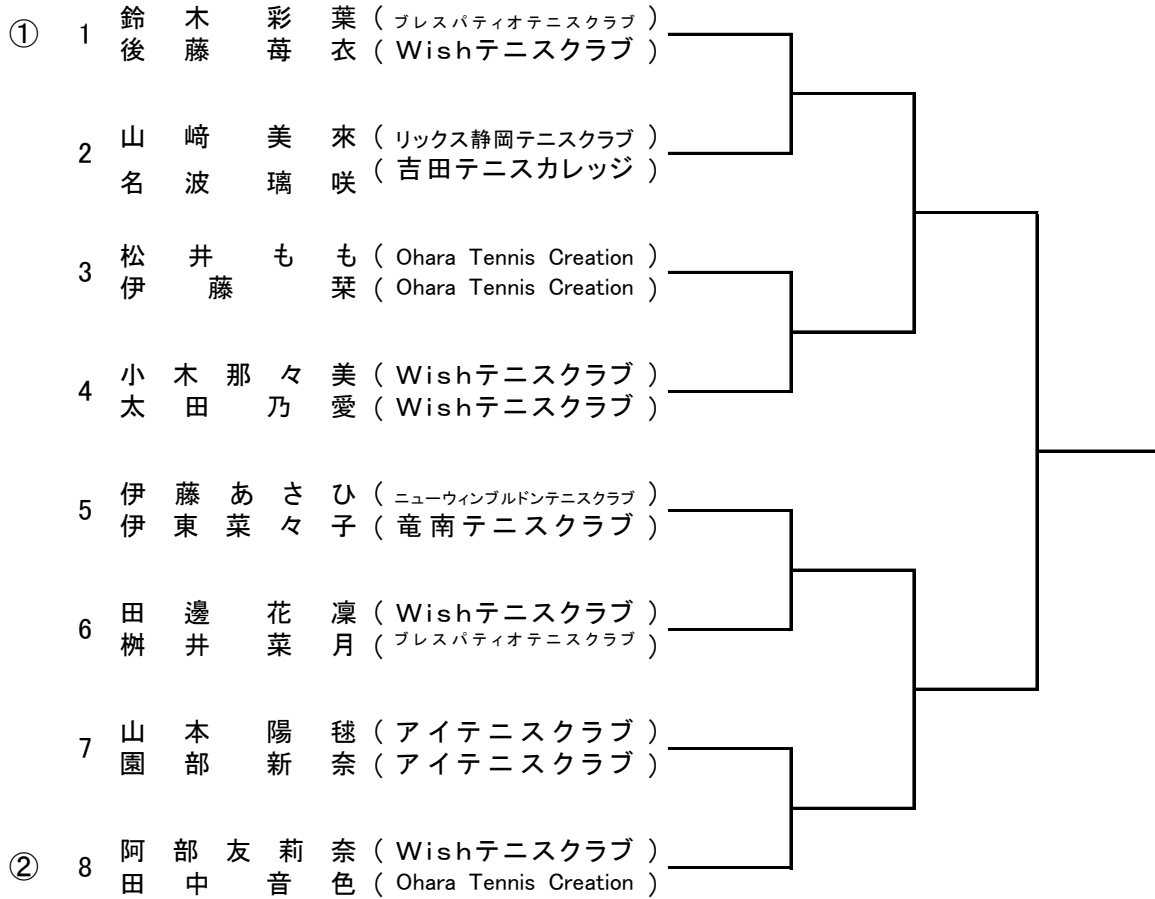 ① 1 鈴木彩葉 ( ブレスパティオテニスクラブ )
後藤苺衣 ( Wishテニスクラブ )
2 山﨑美來 ( リックス静岡テニスクラブ )
名波璃咲 ( 吉田テニスカレッジ )
3 松井もも ( Ohara Tennis Creation )
伊藤栞 ( Ohara Tennis Creation )
4 小木那々美 ( Wishテニスクラブ )
太田乃愛 ( Wishテニスクラブ )
5 伊藤あさひ ( ニューウィンブルドンテニスクラブ )
伊東菜々子 ( 竜南テニスクラブ )
6 田邊花凜 ( Wishテニスクラブ )
桝井菜月 ( ブレスパティオテニスクラブ )
7 山本陽毬 ( アイテニスクラブ )
園部新奈 ( アイテニスクラブ )
② 8 阿部友莉奈 ( Wishテニスクラブ )
田中音色 ( Ohara Tennis Creation )